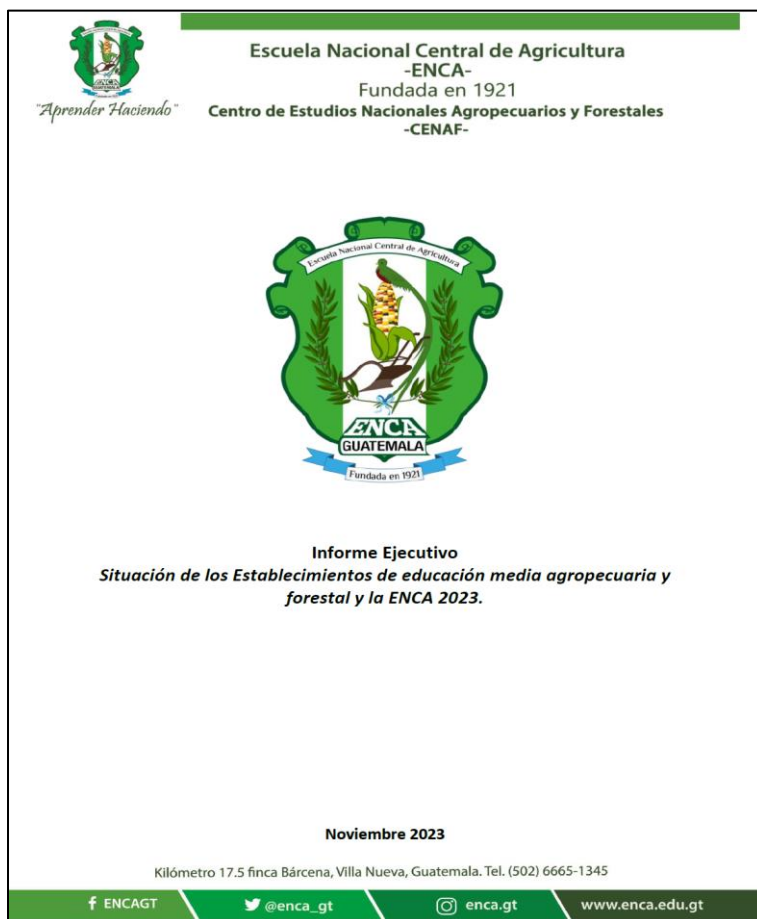 Escuela Nacional Central de Agricultura
-ENCA-
Fundada en 1921
Centro de Estudios Nacionales Agropecuarios y Forestales
-CENAF-
ENCA
GUATEMALA
"Aprender Haciendo"
Escuela Nacional Central de Agricultura
ENCA
GUATEMALA
Fundada en 1921
Informe Ejecutivo
Situación de los Establecimientos de educación media agropecuaria y
forestal y la ENCA 2023.
Noviembre 2023
Kilómetro 17.5 finca Bárcena, Villa Nueva, Guatemala. Tel. (502) 6665-1345
f ENCAGT
@enca_gt
enca.gt
www.enca.edu.gt